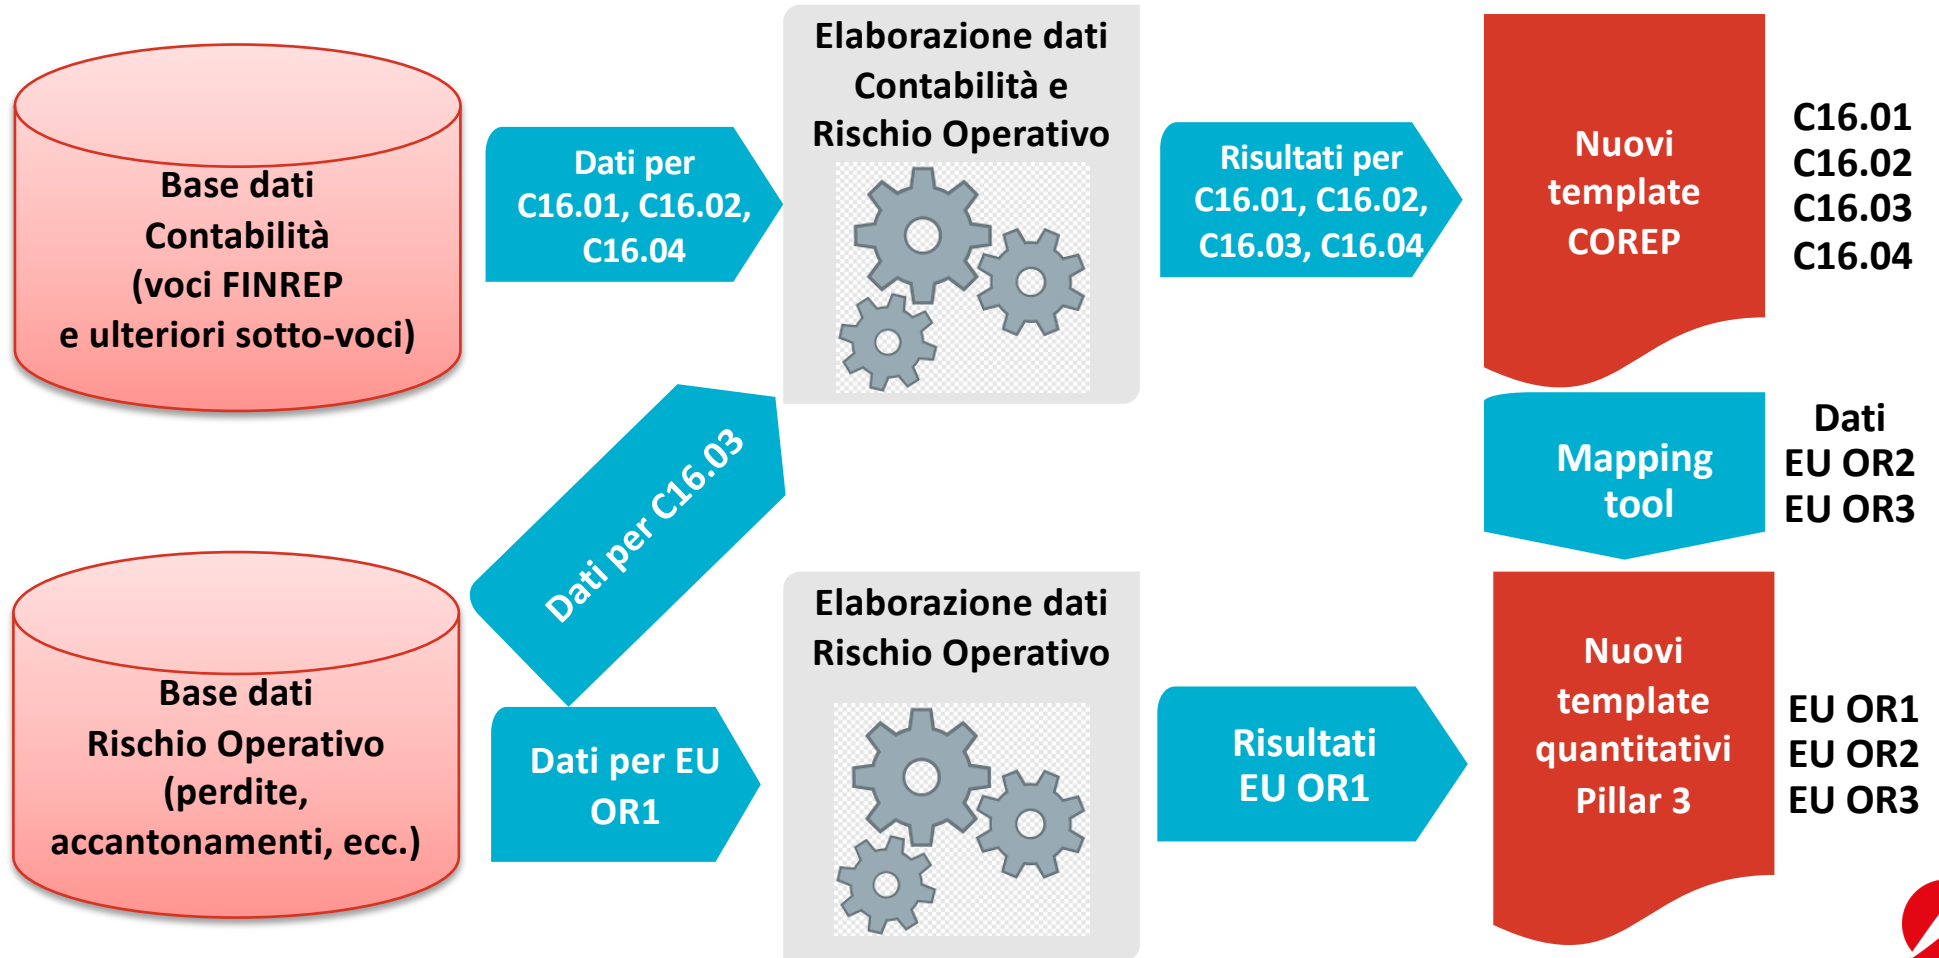 Base dati
Contabilità
(voci FINREP
e ulteriori sotto-voci)
Dati per
C16.01, C16.02,
C16.04
Elaborazione dati
Contabilità e
Rischio Operativo
Risultati per
C16.01, C16.02,
C16.03, C16.04
Nuovi
template
COREP
C16.01
C16.02
C16.03
C16.04
Dati per C16.03
Mapping
tool
Dati
EU OR2
EU OR3
Base dati
Rischio Operativo
(perdite,
accantonamenti, ecc.)
Dati per EU
OR1
Elaborazione dati
Rischio Operativo
Risultati
EU OR1
Nuovi
template
quantitativi
Pillar 3
EU OR1
EU OR2
EU OR3